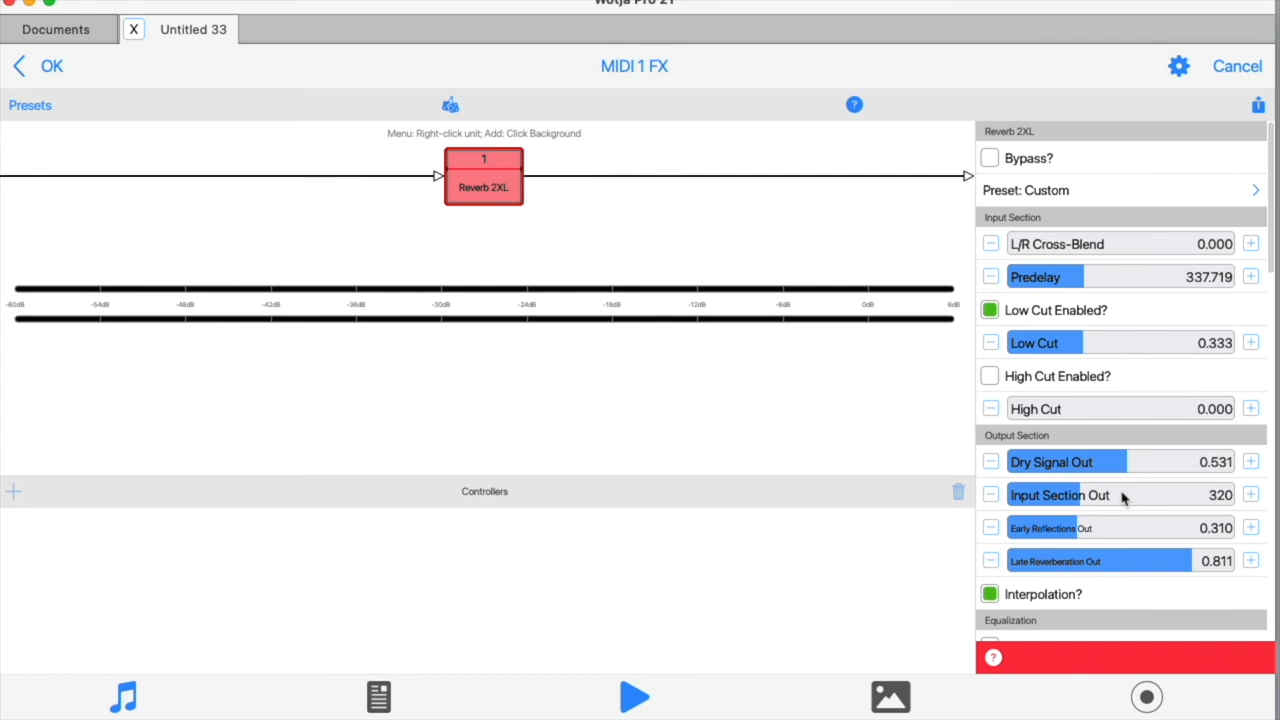 Wotja Pro 21
Documents
X Untitled 33
OK
MIDI 1 FX
Cancel
Presets
?
Menu: Right-click unit; Add: Click Background
1
Reverb 2XL
-60dB -54dB -48dB -42dB -36dB -30dB -24dB -18dB -12dB -6dB 0dB 6dB
Controllers
Reverb 2XL
Bypass?
Preset: Custom
Input Section
L/R Cross-Blend 0.000
Predelay 337.719
Low Cut Enabled?
Low Cut 0.333
High Cut Enabled?
High Cut 0.000
Output Section
Dry Signal Out 0.531
Input Section Out 320
Early Reflections Out 0.310
Late Reverberation Out 0.811
Interpolation?
Equalization
?